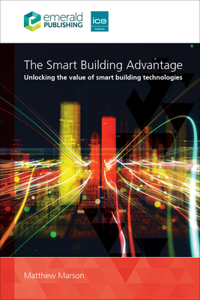 emerald
PUBLISHING
ice
The Smart Building Advantage
Unlocking the value of smart building technologies
Matthew Marson